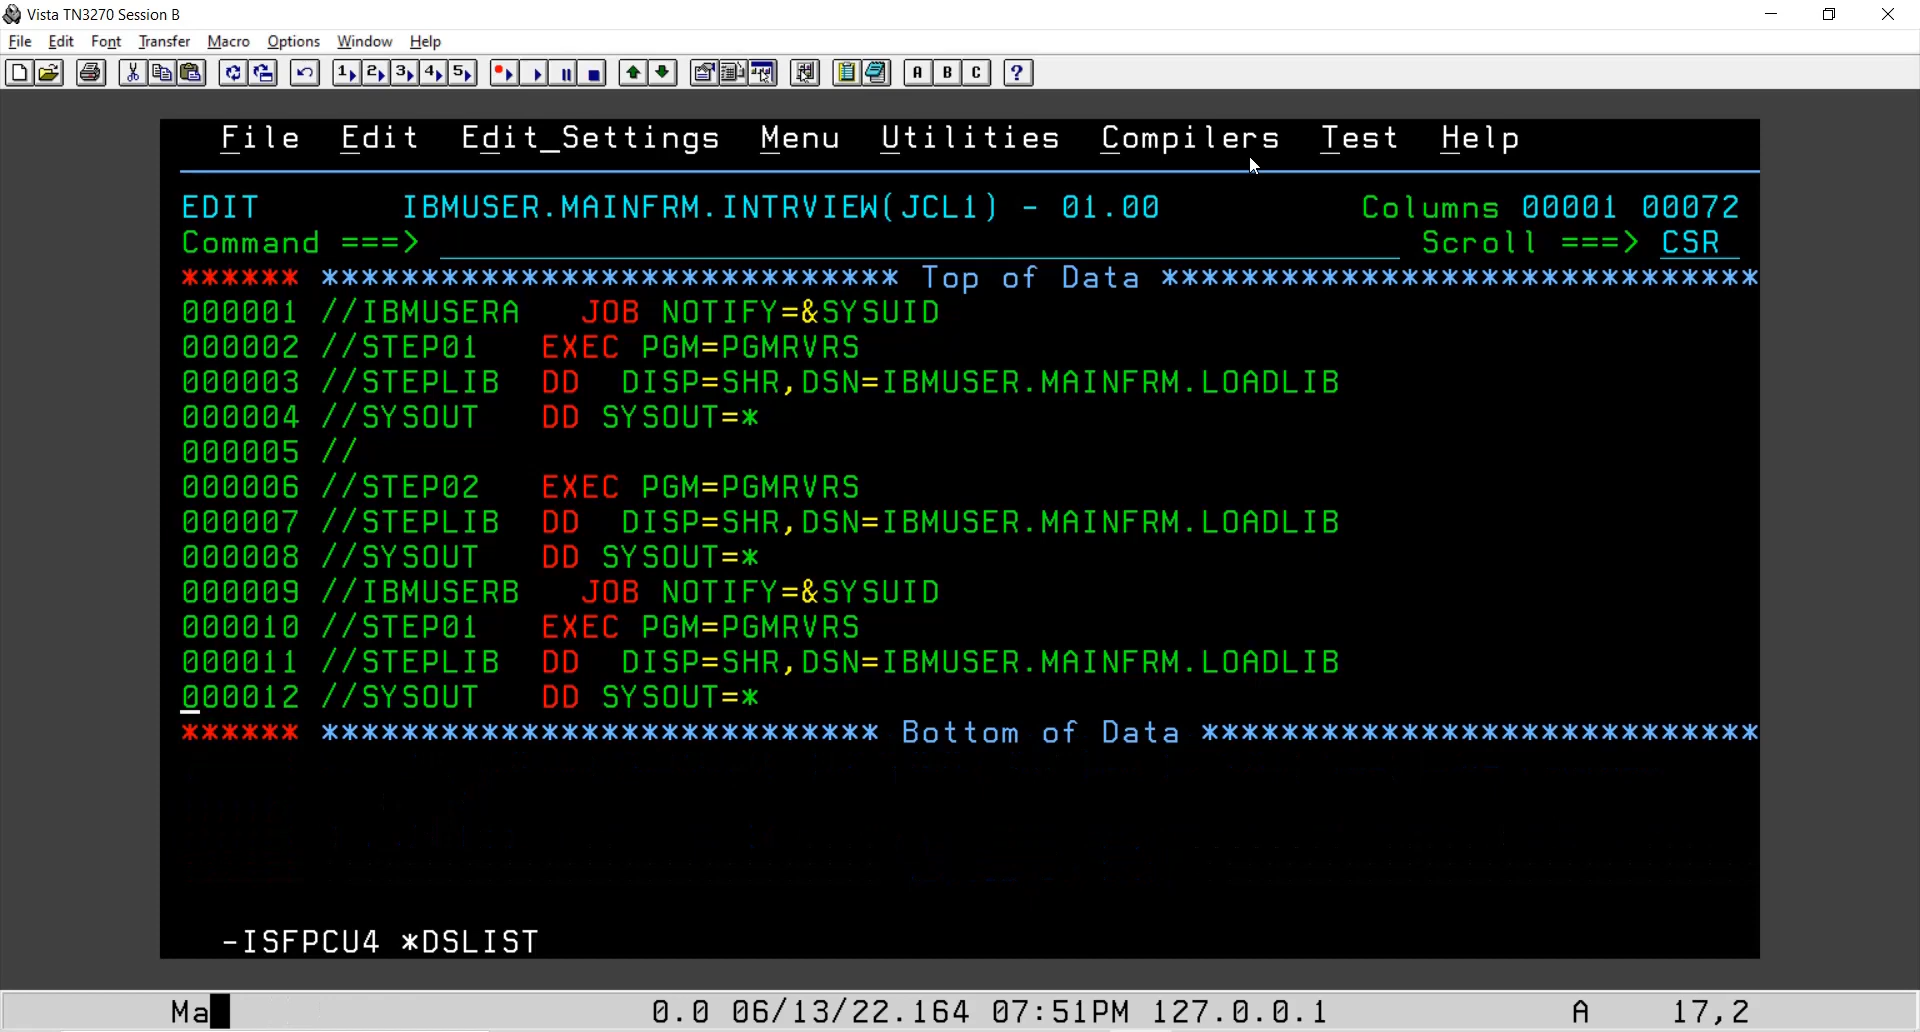 Vista TN3270 Session B
File Edit Font Transfer Macro Options Window Help
1 2 3 4 5 A B C ?
File Edit Edit_Settings Menu Utilities Compilers Test Help
EDIT IBMUSER.MAINFRM.INTRVIEW(JCL1) - 01.00 Columns 00001 00072
Command ===> Scroll ===> CSR
****** ***************************** Top of Data ******************************
000001 //IBMUSERA JOB NOTIFY=&SYSUID
000002 //STEP01 EXEC PGM=PGMRVRS
000003 //STEPLIB DD DISP=SHR,DSN=IBMUSER.MAINFRM.LOADLIB
000004 //SYSOUT DD SYSOUT=*
000005 //
000006 //STEP02 EXEC PGM=PGMRVRS
000007 //STEPLIB DD DISP=SHR,DSN=IBMUSER.MAINFRM.LOADLIB
000008 //SYSOUT DD SYSOUT=*
000009 //IBMUSERB JOB NOTIFY=&SYSUID
000010 //STEP01 EXEC PGM=PGMRVRS
000011 //STEPLIB DD DISP=SHR,DSN=IBMUSER.MAINFRM.LOADLIB
000012 //SYSOUT DD SYSOUT=*
****** **************************** Bottom of Data ****************************
-ISFPCU4 *DSLIST
Ma 0.0 06/13/22.164 07:51PM 127.0.0.1 A 17,2